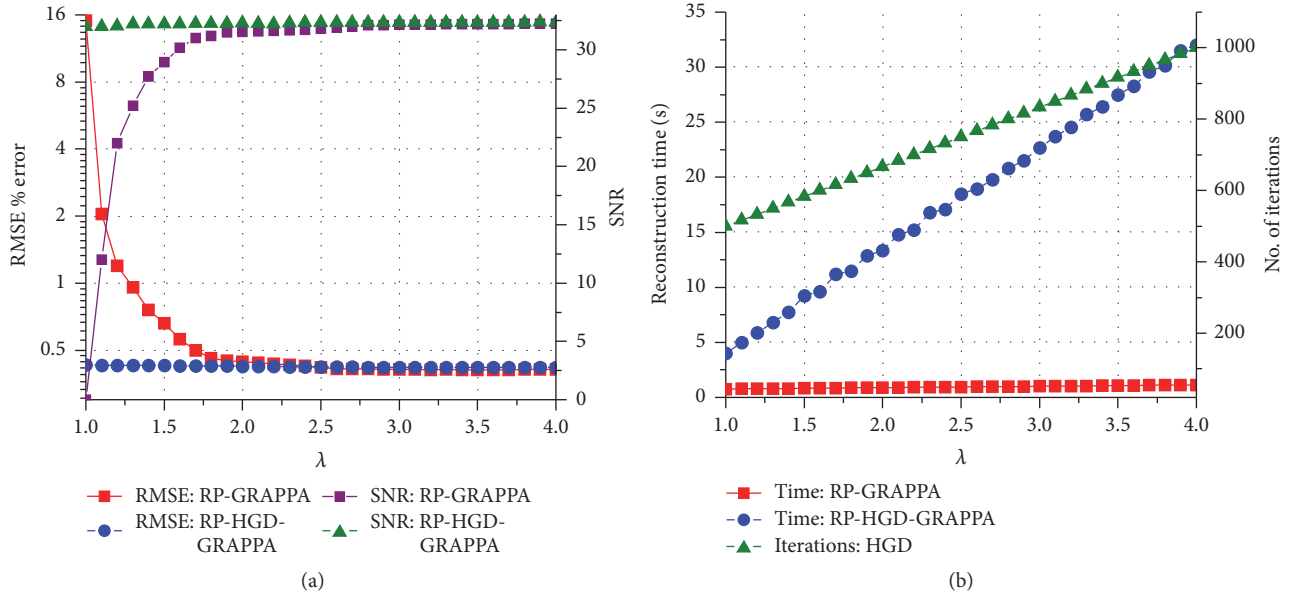 16
8
4
2
1
0.5
RMSE % error
30
25
20
15
10
5
0
SNR
1.0 1.5 2.0 2.5 3.0 3.5 4.0
λ
RMSE: RP-GRAPPA
RMSE: RP-HGD-
GRAPPA
SNR: RP-GRAPPA
SNR: RP-HGD-
GRAPPA
(a)
35
30
25
20
15
10
5
0
Reconstruction time (s)
1000
800
600
400
200
No. of iterations
1.0 1.5 2.0 2.5 3.0 3.5 4.0
λ
Time: RP-GRAPPA
Time: RP-HGD-GRAPPA
Iterations: HGD
(b)